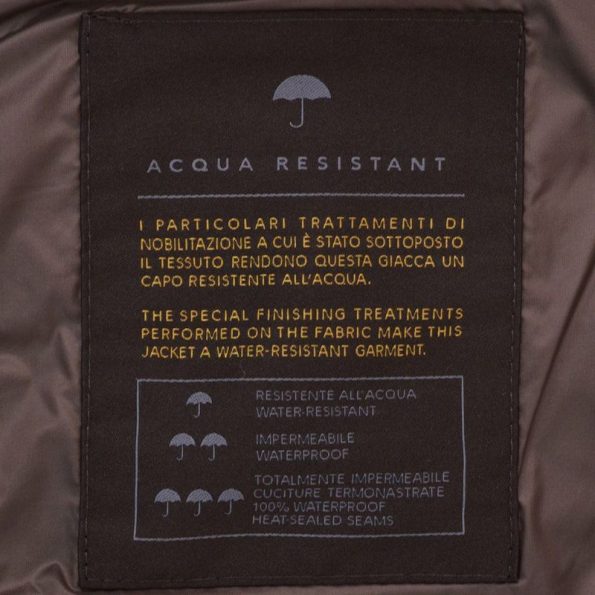 ACQUA RESISTANT
I PARTICOLARI TRATTAMENTI DI
NOBILITAZIONE A CUI È STATO SOTTOPOSTO
IL TESSUTO RENDONO QUESTA GIACCA UN
CAPO RESISTENTE ALL'ACQUA.
THE SPECIAL FINISHING TREATMENTS
PERFORMED ON THE FABRIC MAKE THIS
JACKET A WATER-RESISTANT GARMENT.
RESISTENTE ALL'ACQUA
WATER-RESISTANT
IMPERMEABILE
WATERPROOF
TOTALMENTE IMPERMEABILE
CUCITURE TERMONASTRATE
100% WATERPROOF
HEAT-SEALED SEAMS